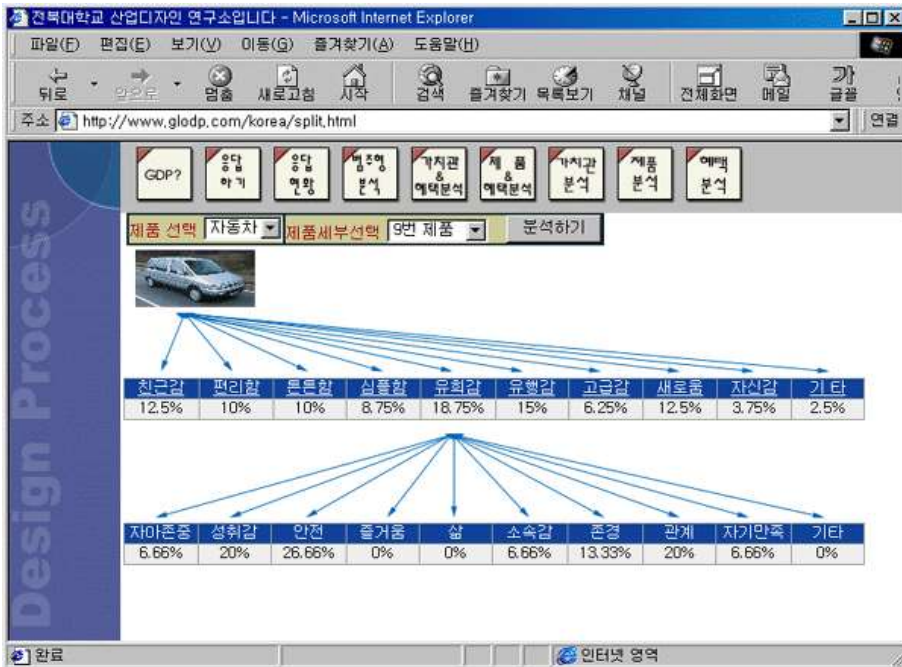 전북대학교 산업디자인 연구소입니다 - Microsoft Internet Explorer
파일(F) 편집(E) 보기(V) 이동(G) 즐겨찾기(A) 도움말(H)
뒤로 앞으로 멈춤 새로고침 시작 검색 즐겨찾기 목록보기 채널 전체화면 메일 글꼴
주소 http://www.glodp.com/korea/split.html 연결
GDP? 응답하기 응답현황 범주형분석 가치관&혜택분석 제품&혜택분석 가치관분석 제품분석 혜택분석
제품 선택 자동차 제품세부선택 9번 제품 분석하기
친근감 편리함 튼튼함 심플함 유희감 유행감 고급감 새로움 자신감 기타
12.5% 10% 10% 8.75% 18.75% 15% 6.25% 12.5% 3.75% 2.5%
자아존중 성취감 안전 즐거움 삶 소속감 존경 관계 자기만족 기타
6.66% 20% 26.66% 0% 0% 6.66% 13.33% 20% 6.66% 0%
Design Process
완료 인터넷 영역